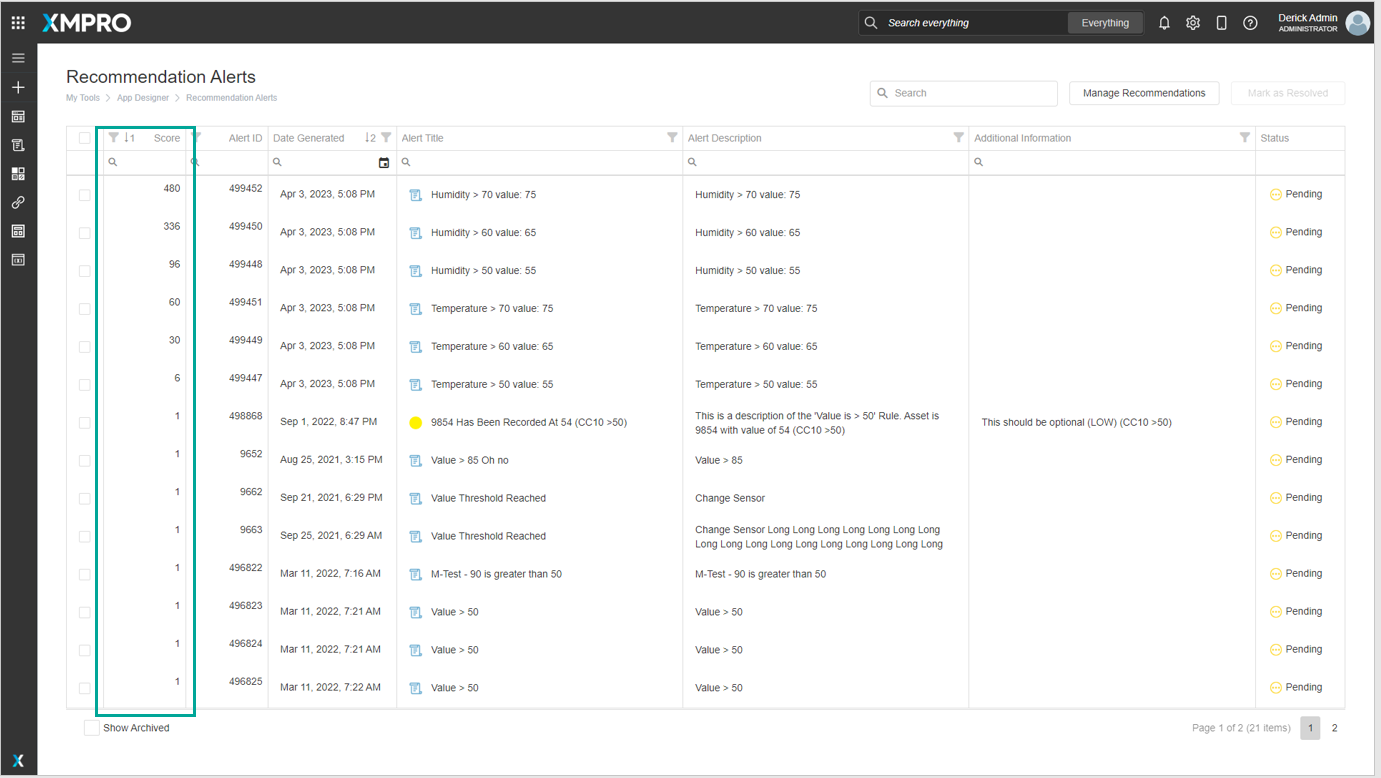 XMPRO
Search everything
Everything
Derick Admin
ADMINISTRATOR
Recommendation Alerts
My Tools > App Designer > Recommendation Alerts
Search
Manage Recommendations
Mark as Resolved
1 Score Alert ID Date Generated 2 Alert Title Alert Description Additional Information Status
480 499452 Apr 3, 2023, 5:08 PM Humidity > 70 value: 75 Humidity > 70 value: 75 Pending
336 499450 Apr 3, 2023, 5:08 PM Humidity > 60 value: 65 Humidity > 60 value: 65 Pending
96 499448 Apr 3, 2023, 5:08 PM Humidity > 50 value: 55 Humidity > 50 value: 55 Pending
60 499451 Apr 3, 2023, 5:08 PM Temperature > 70 value: 75 Temperature > 70 value: 75 Pending
30 499449 Apr 3, 2023, 5:08 PM Temperature > 60 value: 65 Temperature > 60 value: 65 Pending
6 499447 Apr 3, 2023, 5:08 PM Temperature > 50 value: 55 Temperature > 50 value: 55 Pending
1 498868 Sep 1, 2022, 8:47 PM 9854 Has Been Recorded At 54 (CC10 >50) This is a description of the 'Value is > 50' Rule. Asset is
9854 with value of 54 (CC10 >50) This should be optional (LOW) (CC10 >50) Pending
1 9652 Aug 25, 2021, 3:15 PM Value > 85 Oh no Value > 85 Pending
1 9662 Sep 21, 2021, 6:29 PM Value Threshold Reached Change Sensor Pending
1 9663 Sep 25, 2021, 6:29 AM Value Threshold Reached Change Sensor Long Long Long Long Long Long Long
Long Long Long Long Long Long Long Long Long Long Pending
1 496822 Mar 11, 2022, 7:16 AM M-Test - 90 is greater than 50 M-Test - 90 is greater than 50 Pending
1 496823 Mar 11, 2022, 7:21 AM Value > 50 Value > 50 Pending
1 496824 Mar 11, 2022, 7:21 AM Value > 50 Value > 50 Pending
1 496825 Mar 11, 2022, 7:22 AM Value > 50 Value > 50 Pending
Show Archived
Page 1 of 2 (21 items) 1 2
X